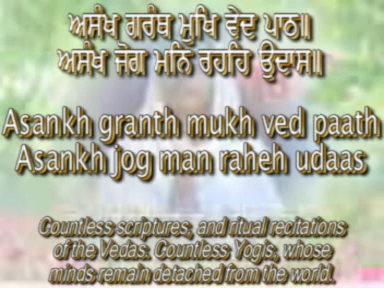 ਅਸੰਖ ਗਰੰਥ ਮੁਖਿ ਵੇਦ ਪਾਠ॥
ਅਸੰਖ ਜੋਗ ਮਨਿ ਰਹਹਿ ਉਦਾਸ॥
Asankh granth mukh ved paath
Asankh jog man raheh udaas
Countless scriptures, and ritual recitations
of the Vedas. Countless Yogis, whose
minds remain detached from the world.